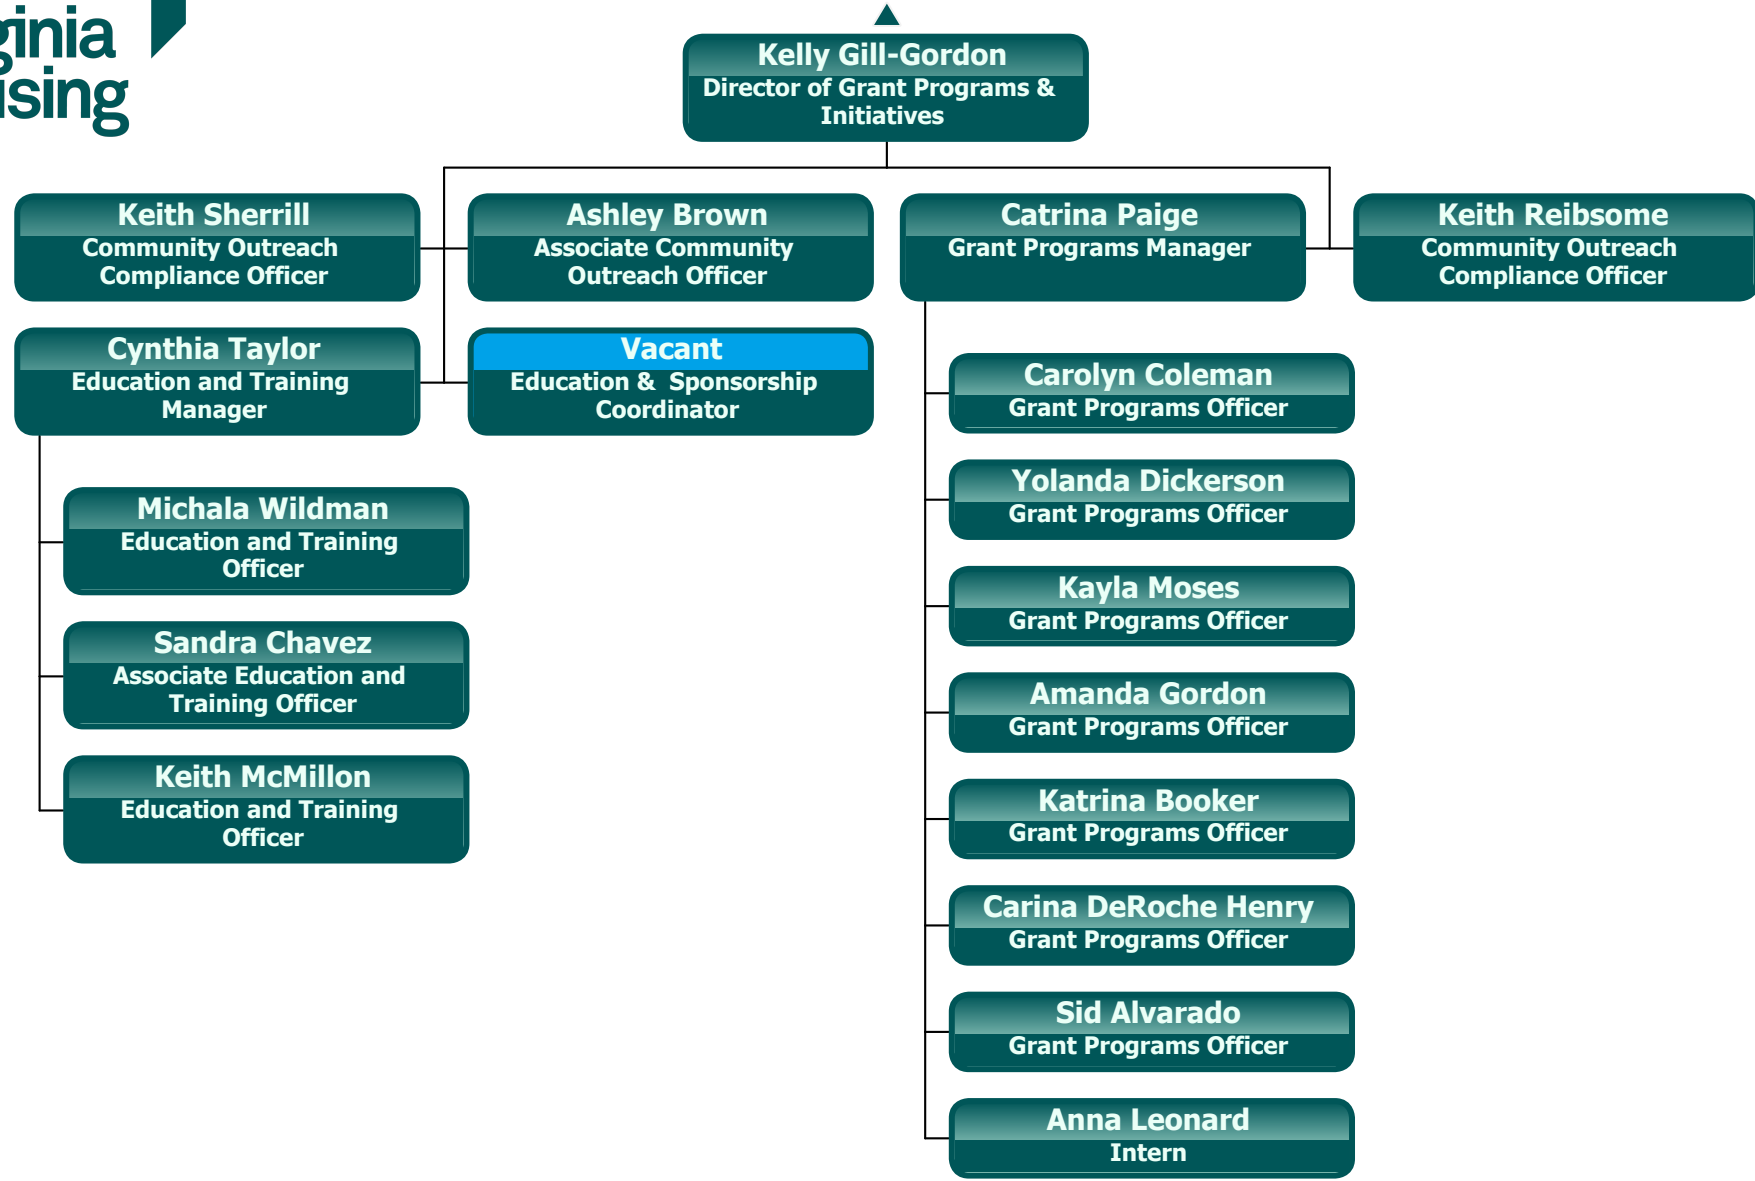 ginia
ising
Kelly Gill-Gordon
Director of Grant Programs &
Initiatives
Keith Sherrill
Community Outreach
Compliance Officer
Ashley Brown
Associate Community
Outreach Officer
Catrina Paige
Grant Programs Manager
Keith Reibsome
Community Outreach
Compliance Officer
Cynthia Taylor
Education and Training
Manager
Vacant
Education &  Sponsorship
Coordinator
Michala Wildman
Education and Training
Officer
Sandra Chavez
Associate Education and
Training Officer
Keith McMillon
Education and Training
Officer
Carolyn Coleman
Grant Programs Officer
Yolanda Dickerson
Grant Programs Officer
Kayla Moses
Grant Programs Officer
Amanda Gordon
Grant Programs Officer
Katrina Booker
Grant Programs Officer
Carina DeRoche Henry
Grant Programs Officer
Sid Alvarado
Grant Programs Officer
Anna Leonard
Intern